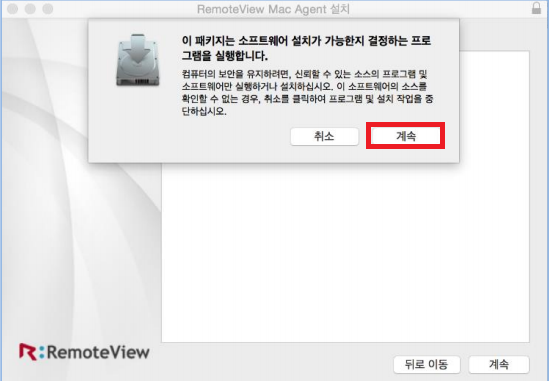 RemoteView Mac Agent 설치
이 패키지는 소프트웨어 설치가 가능한지 결정하는 프로
그램을 실행합니다.
컴퓨터의 보안을 유지하려면, 신뢰할 수 있는 소스의 프로그램 및
소프트웨어만 실행하거나 설치하십시오. 이 소프트웨어의 소스를
확인할 수 없는 경우, 취소를 클릭하여 프로그램 및 설치 작업을 중
단하십시오.
취소 계속
RemoteView
뒤로 이동 계속